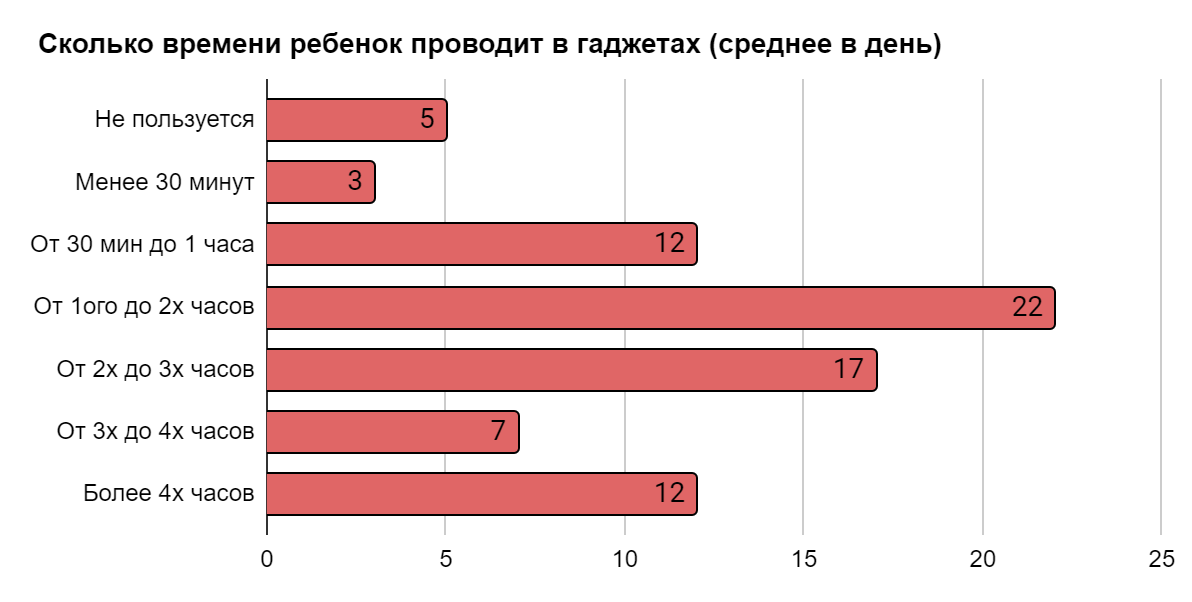 Сколько времени ребенок проводит в гаджетах (среднее в день)
Не пользуется 5
Менее 30 минут 3
От 30 мин до 1 часа 12
От 1ого до 2х часов 22
От 2х до 3х часов 17
От 3х до 4х часов 7
Более 4х часов 12
0 5 10 15 20 25